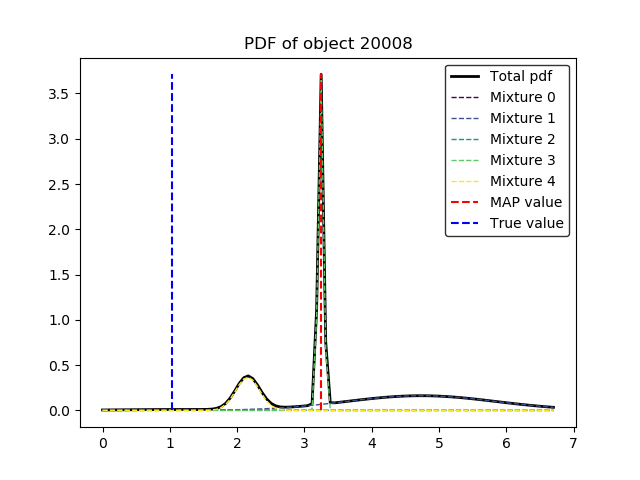 PDF of object 20008
Total pdf
Mixture 0
Mixture 1
Mixture 2
Mixture 3
Mixture 4
MAP value
True value
3.5
3.0
2.5
2.0
1.5
1.0
0.5
0.0
0 1 2 3 4 5 6 7